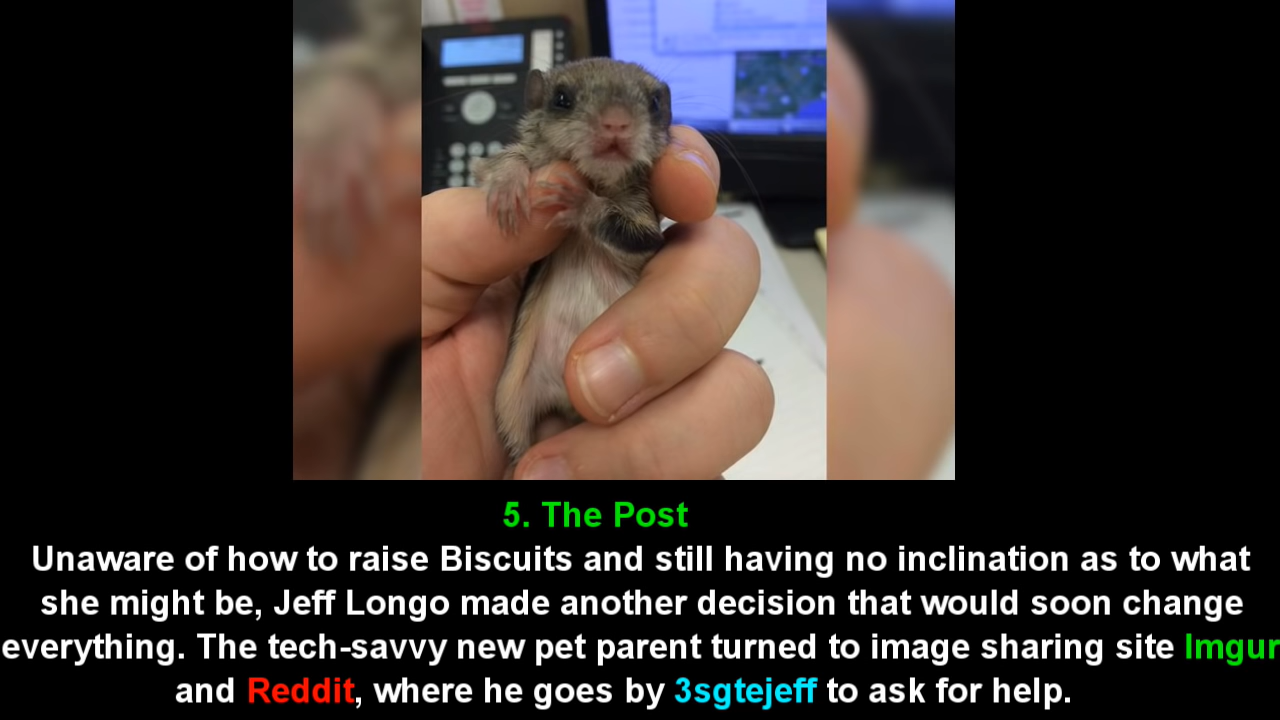 5. The Post
Unaware of how to raise Biscuits and still having no inclination as to what
she might be, Jeff Longo made another decision that would soon change
everything. The tech-savvy new pet parent turned to image sharing site Imgur
and Reddit, where he goes by 3sgtejeff to ask for help.